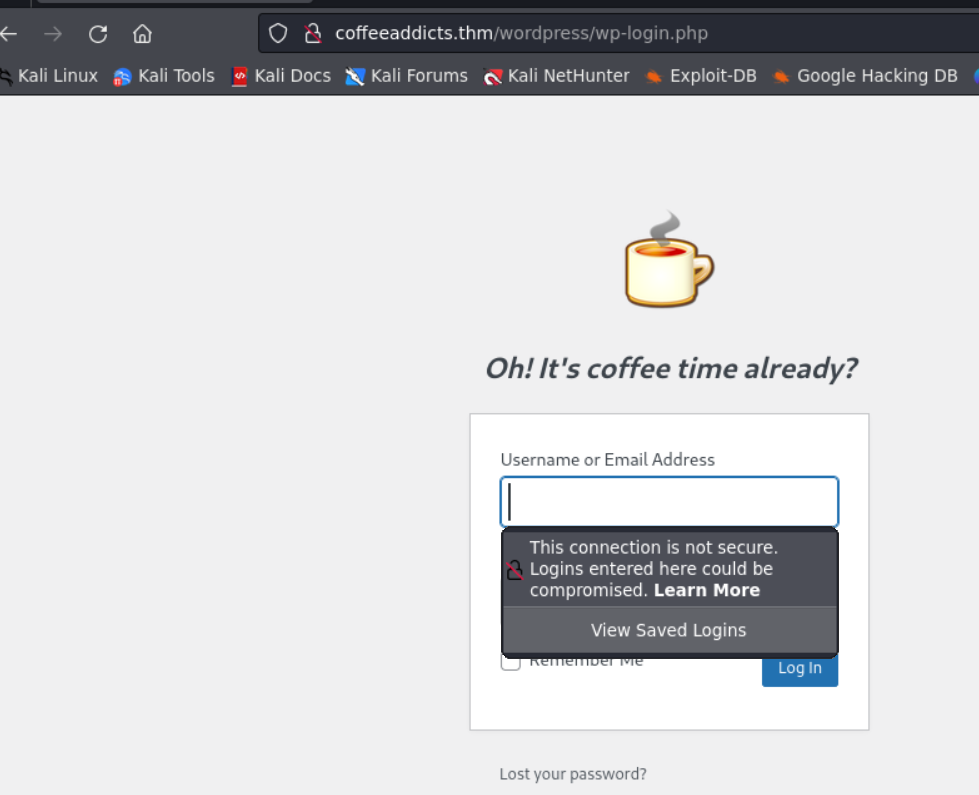 coffeeaddicts.thm/wordpress/wp-login.php
Kali Linux Kali Tools Kali Docs Kali Forums Kali NetHunter Exploit-DB Google Hacking DB
Oh! It's coffee time already?
Username or Email Address
This connection is not secure.
Logins entered here could be
compromised. Learn More
View Saved Logins
Remember Me
Log In
Lost your password?